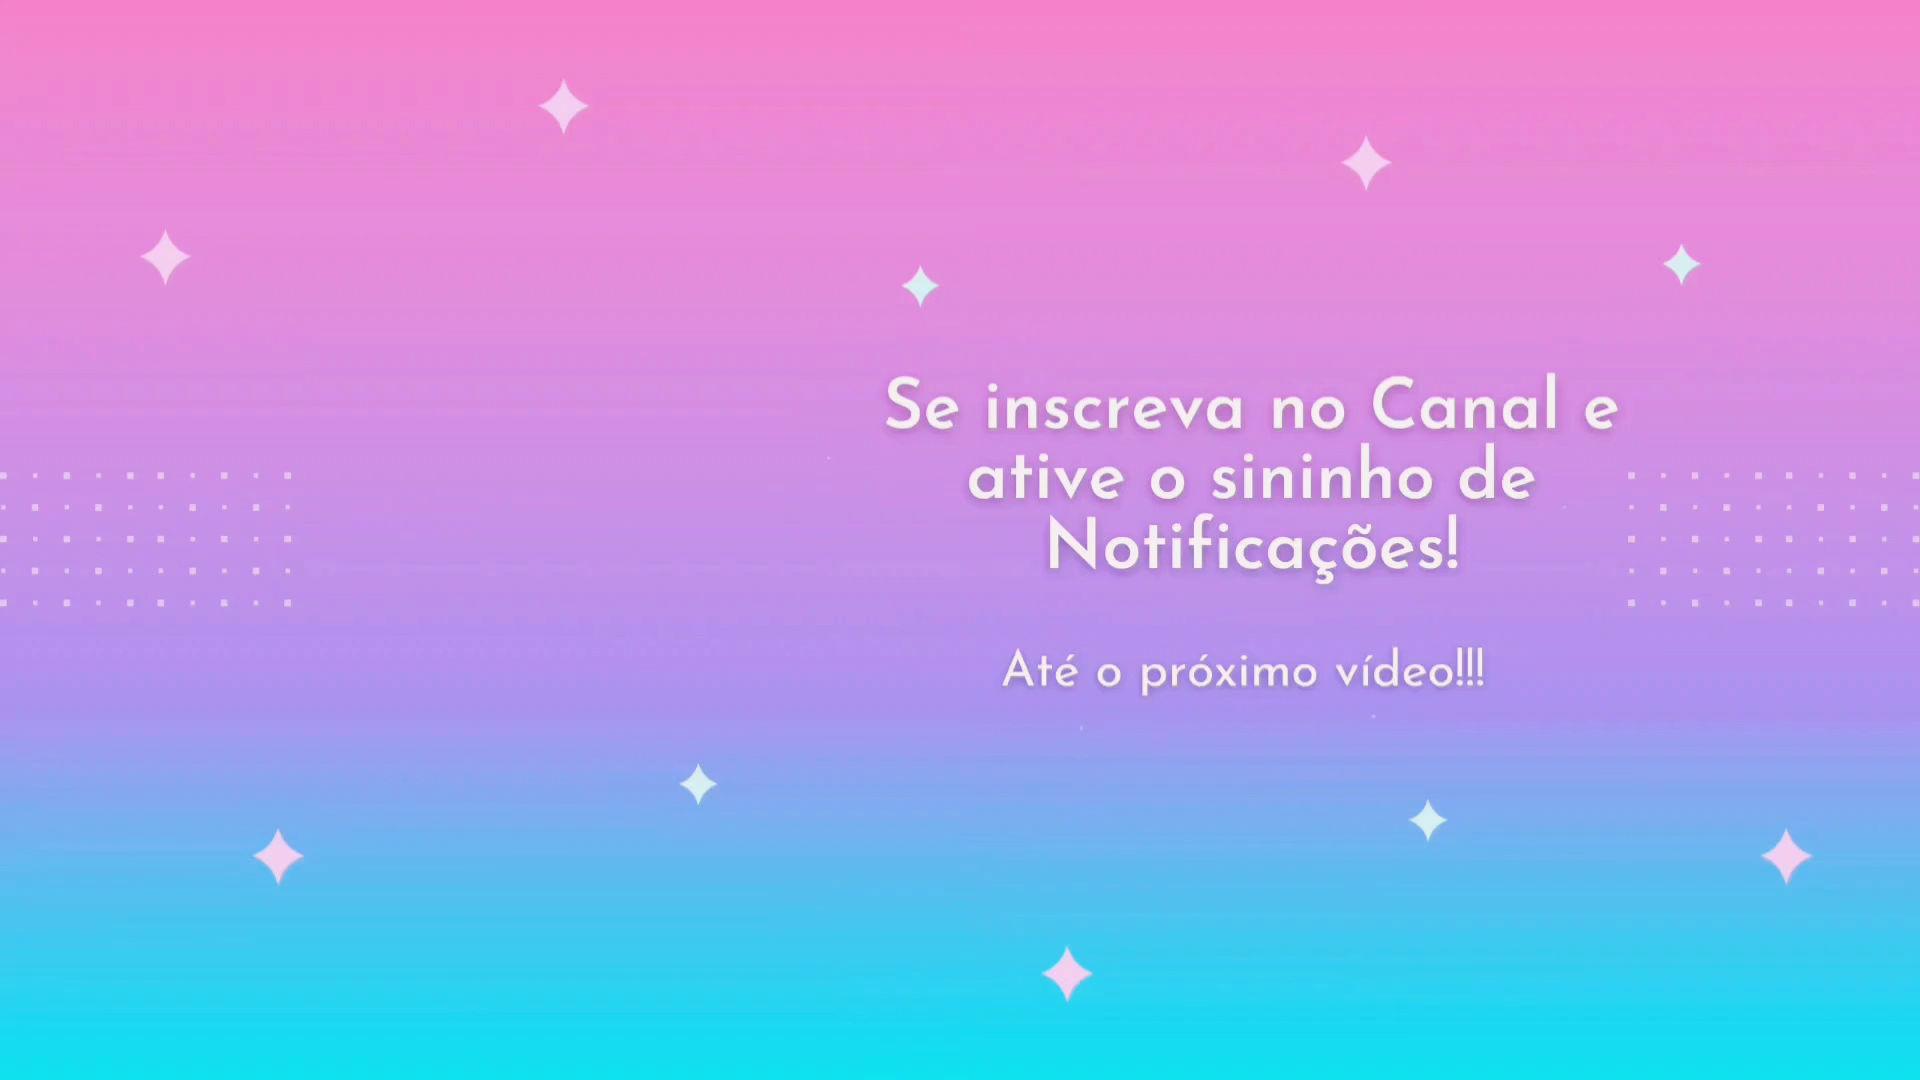 Se inscreva no Canal e
ative o sininho de
Notificações!
Até o próximo vídeo!!!